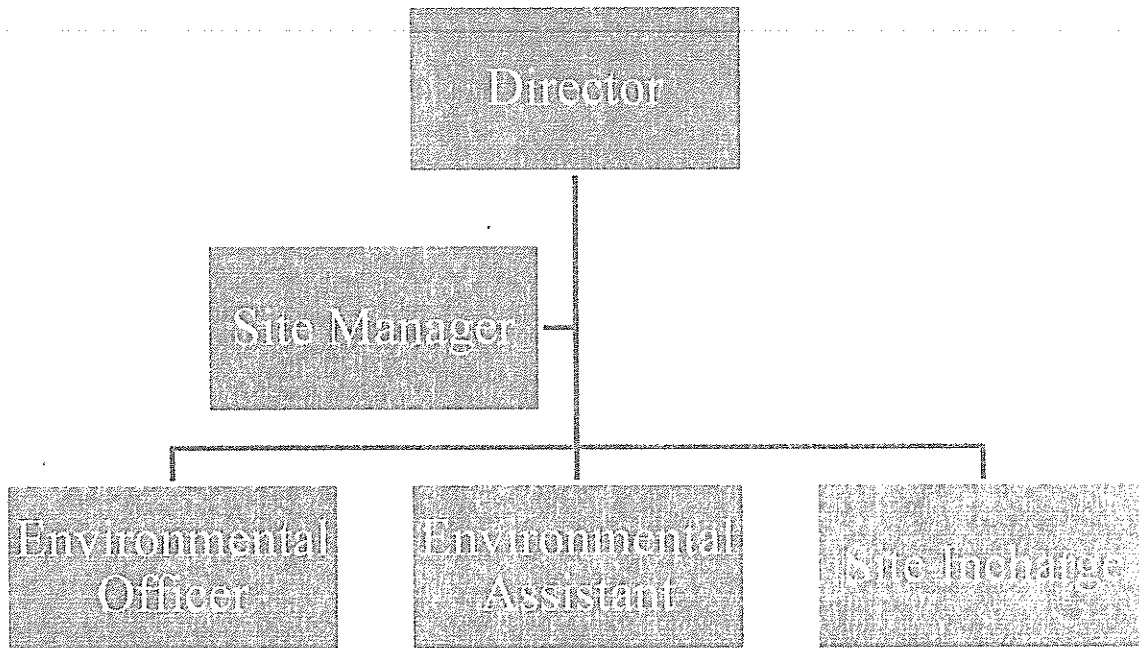 Director
Site Manager
Environmental
Officer
Environmental
Assistant
Site Incharge